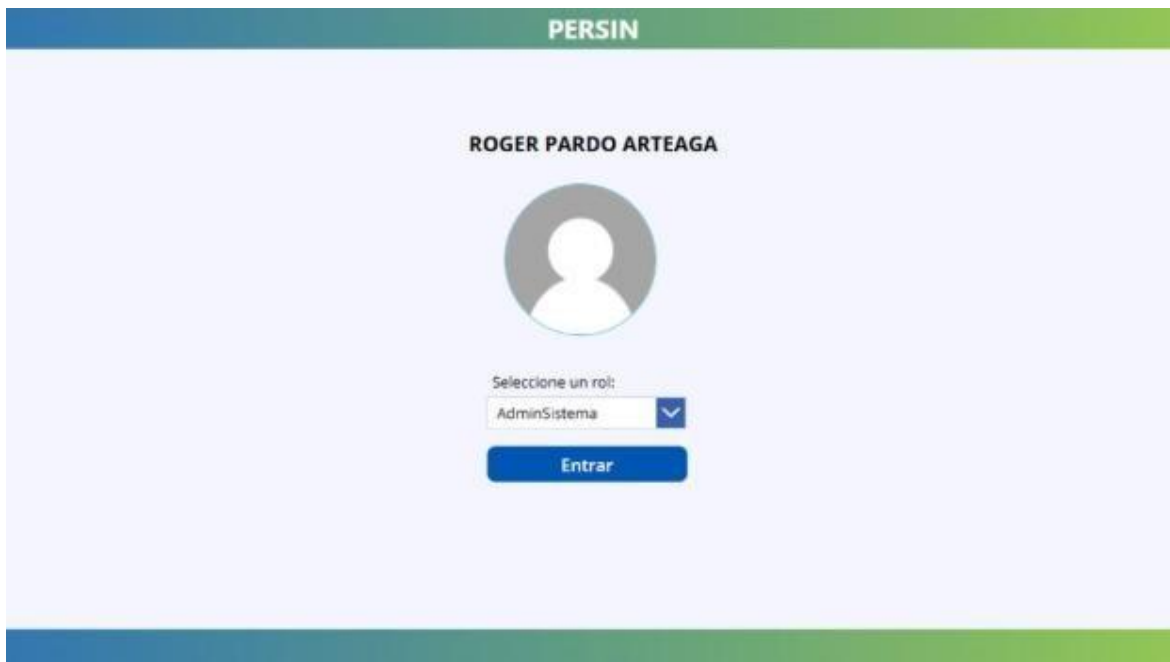 PERSIN
ROGER PARDO ARTEAGA
Seleccione un rol:
AdminSistema
Entrar